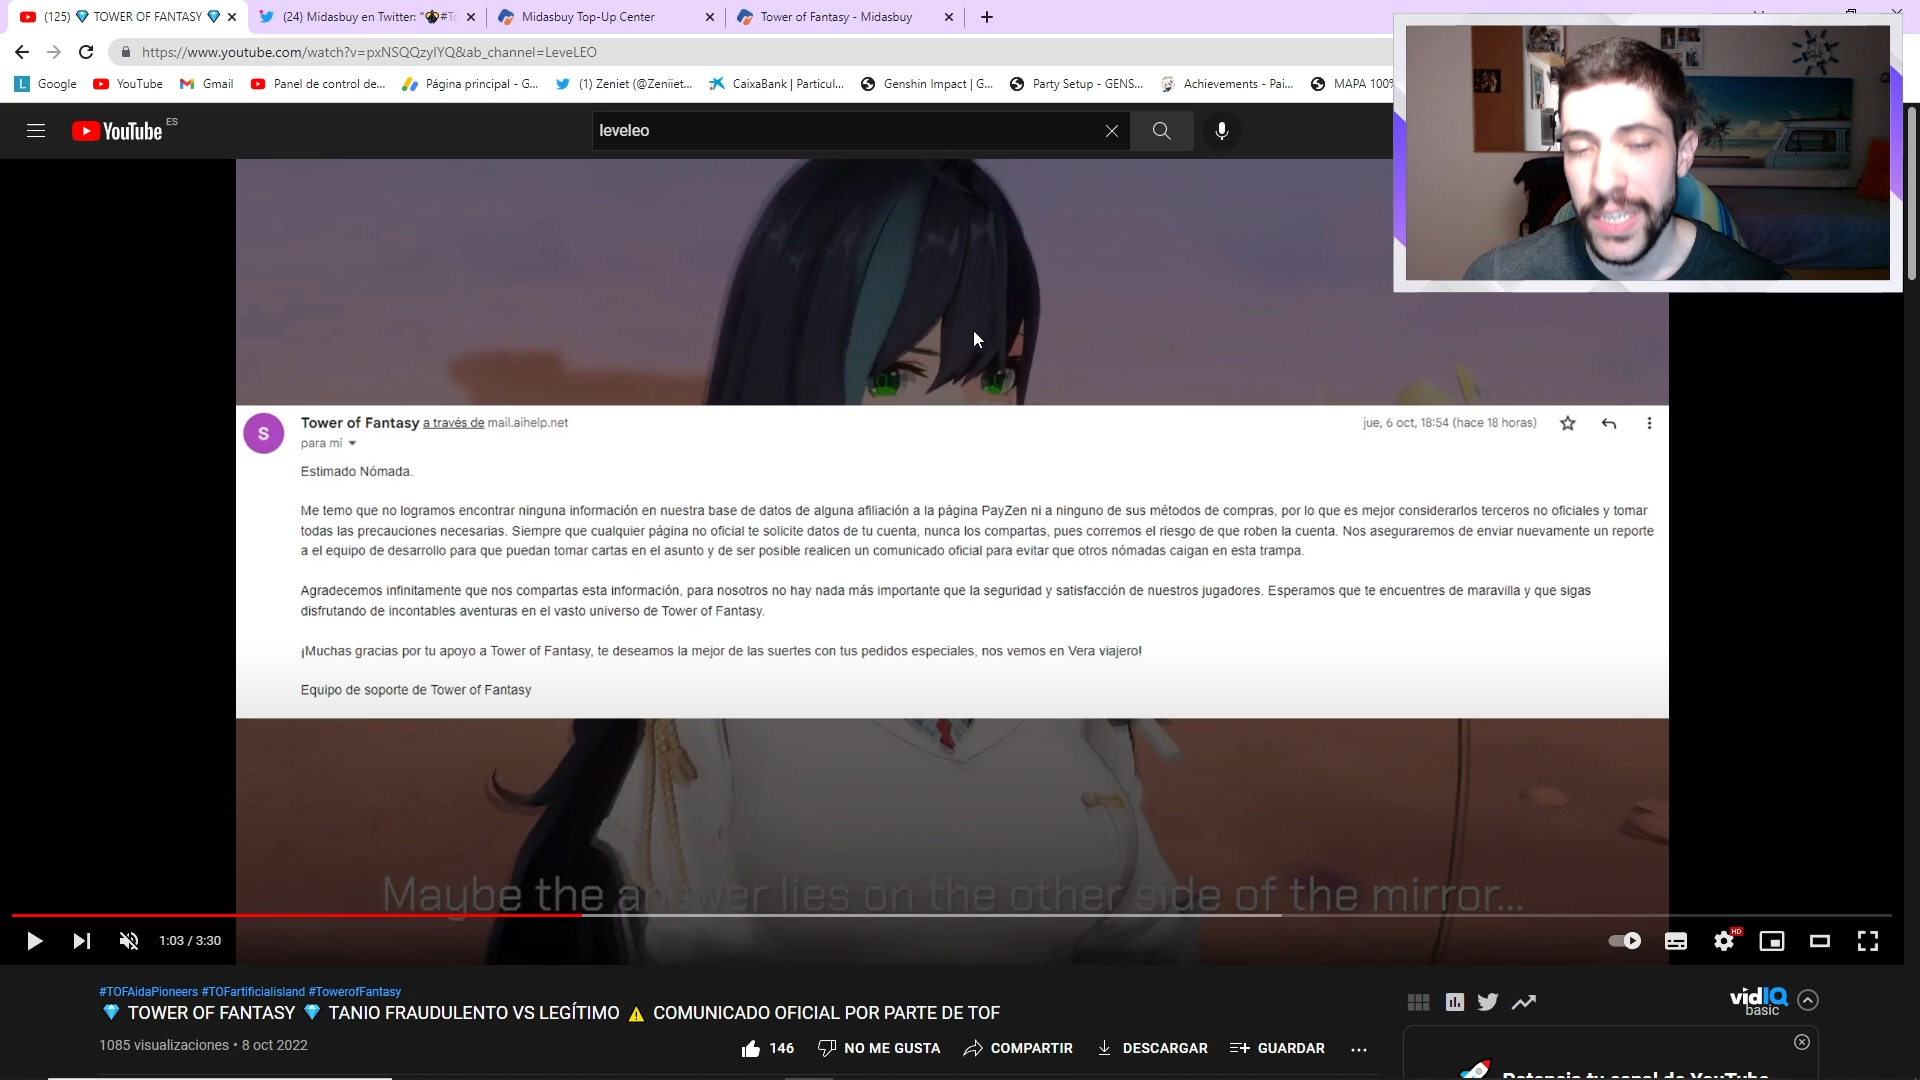 (125) 💎 TOWER OF FANTASY 💎
(24) Midasbuy en Twitter: "
Midasbuy Top-Up Center
Tower of Fantasy - Midasbuy
https://www.youtube.com/watch?v=pxNSQQzyIYQ&ab_channel=LeveLEO
Google
YouTube
Gmail
Panel de control de...
Página principal - G...
(1) Zeniet (@Zeniiet...
CaixaBank | Particul...
Genshin Impact | G...
Party Setup - GENS...
Achievements - Pai...
MAPA 100%
YouTube ES
leveleo
S
Tower of Fantasy a través de mail.aihelp.net
jue, 6 oct, 18:54 (hace 18 horas)
para mí
Estimado Nómada.
Me temo que no logramos encontrar ninguna información en nuestra base de datos de alguna afiliación a la página PayZen ni a ninguno de sus métodos de compras, por lo que es mejor considerarlos terceros no oficiales y tomar
todas las precauciones necesarias. Siempre que cualquier página no oficial te solicite datos de tu cuenta, nunca los compartas, pues corremos el riesgo de que roben la cuenta. Nos aseguraremos de enviar nuevamente un reporte
a el equipo de desarrollo para que puedan tomar cartas en el asunto y de ser posible realicen un comunicado oficial para evitar que otros nómadas caigan en esta trampa.
Agradecemos infinitamente que nos compartas esta información, para nosotros no hay nada más importante que la seguridad y satisfacción de nuestros jugadores. Esperamos que te encuentres de maravilla y que sigas
disfrutando de incontables aventuras en el vasto universo de Tower of Fantasy.
¡Muchas gracias por tu apoyo a Tower of Fantasy, te deseamos la mejor de las suertes con tus pedidos especiales, nos vemos en Vera viajero!
Equipo de soporte de Tower of Fantasy
Maybe the answer lies on the other side of the mirror...
1:03 / 3:30
HD
#TOFAidaPioneers #TOFartificialisland #TowerofFantasy
💎 TOWER OF FANTASY 💎 TANIO FRAUDULENTO VS LEGÍTIMO ⚠️ COMUNICADO OFICIAL POR PARTE DE TOF
1085 visualizaciones • 8 oct 2022
146
NO ME GUSTA
COMPARTIR
DESCARGAR
GUARDAR
vidIQ
basic
Potencia tu canal de YouTube